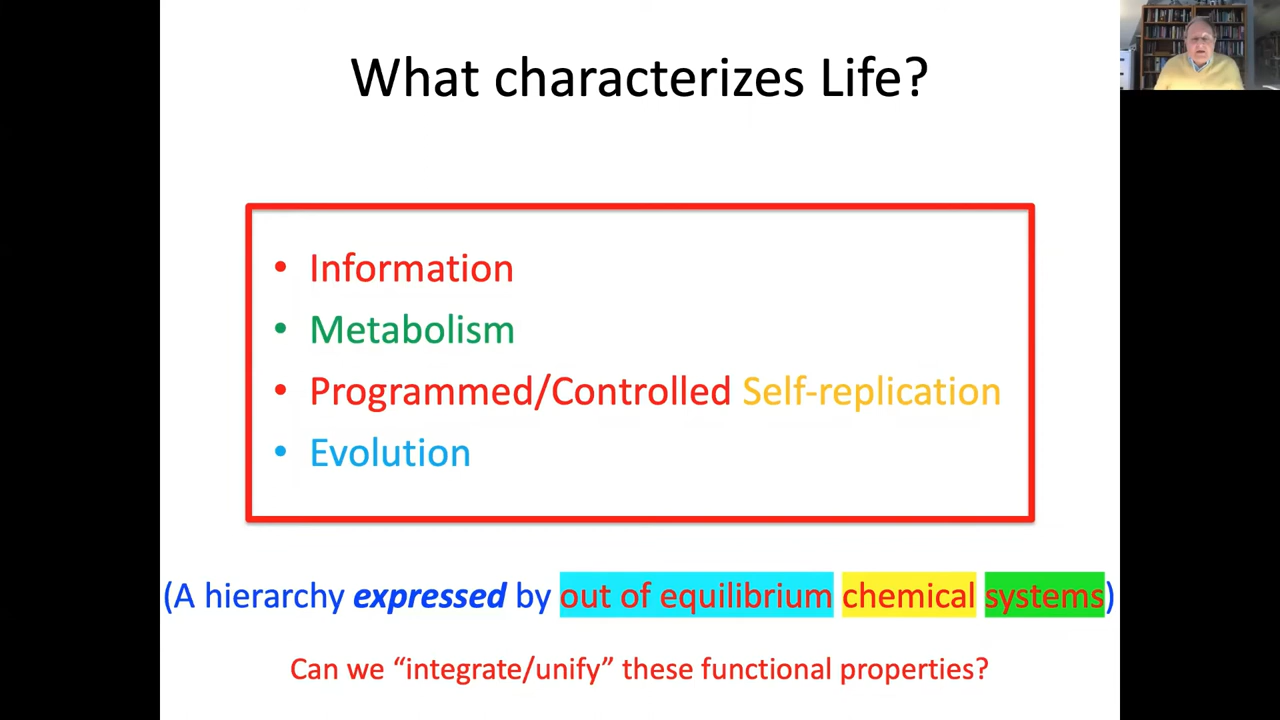 What characterizes Life?
• Information
• Metabolism
• Programmed/Controlled Self-replication
• Evolution
(A hierarchy expressed by out of equilibrium chemical systems)
Can we “integrate/unify” these functional properties?